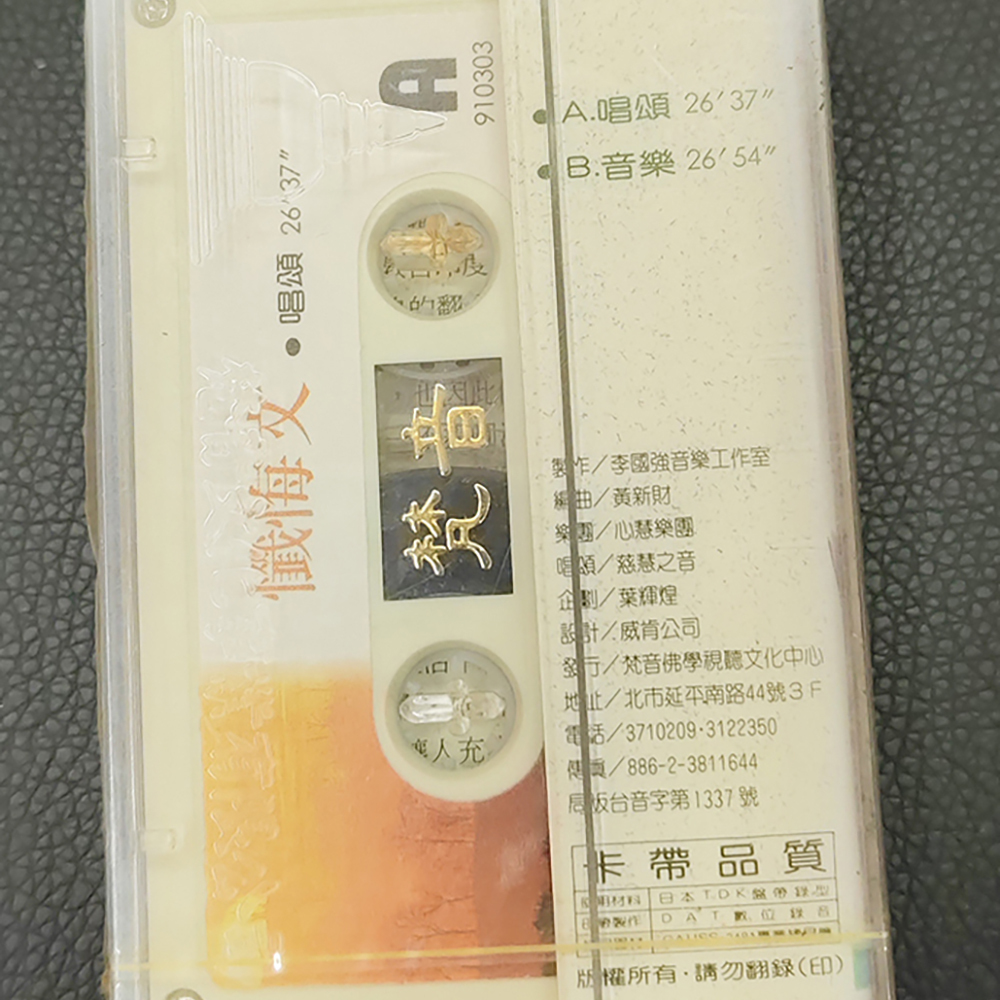 A
910303
懺悔文 • 唱頌 26′37″
梵音
• A.唱頌 26′37″
• B.音樂 26′54″
製作／李國強音樂工作室
編曲／黃新財
樂團／心慧樂團
唱頌／慈慧之音
企劃／葉輝煌
設計／威肯公司
發行／梵音佛學視聽文化中心
地址／北市延平南路44號3F
電話／3710209·3122350
傳真／886-2-3811644
局版台音字第1337號
卡帶品質
日本T.D.K盤帶錄型
DAT數位錄音
版權所有·請勿翻錄(印)